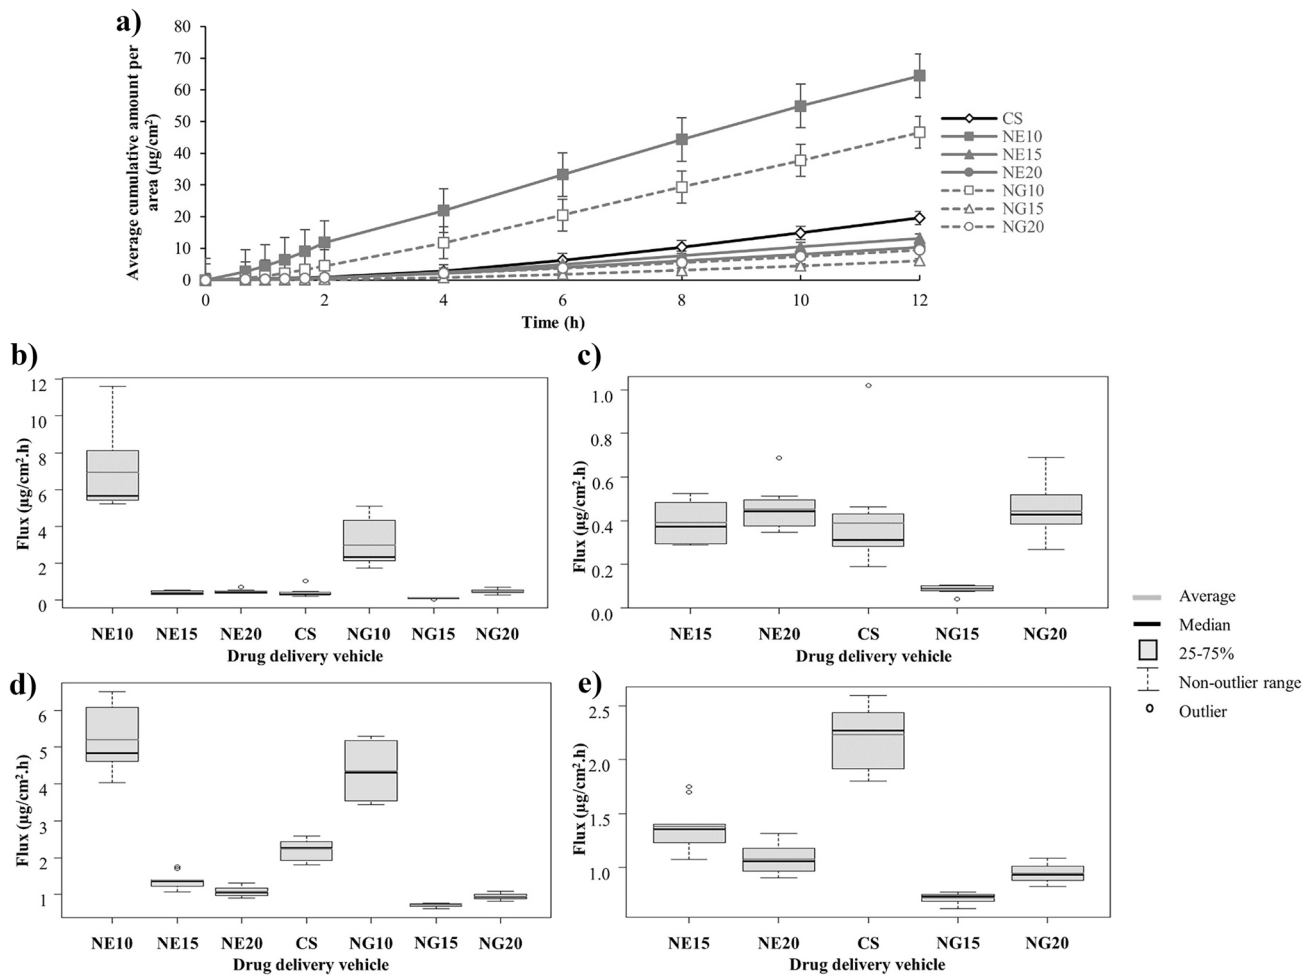 a)
Average cumulative amount per
area (µg/cm²)
80
70
60
50
40
30
20
10
0
0 2 4 6 8 10 12
Time (h)
CS
NE10
NE15
NE20
NG10
NG15
NG20
b)
Flux (µg/cm².h)
12
10
8
6
4
2
0
NE10 NE15 NE20 CS NG10 NG15 NG20
Drug delivery vehicle
c)
Flux (µg/cm².h)
1.0
0.8
0.6
0.4
0.2
0.0
NE15 NE20 CS NG15 NG20
Drug delivery vehicle
Average
Median
25-75%
Non-outlier range
Outlier
d)
Flux (µg/cm².h)
6
5
4
3
2
1
NE10 NE15 NE20 CS NG10 NG15 NG20
Drug delivery vehicle
e)
Flux (µg/cm².h)
2.5
2.0
1.5
1.0
NE15 NE20 CS NG15 NG20
Drug delivery vehicle